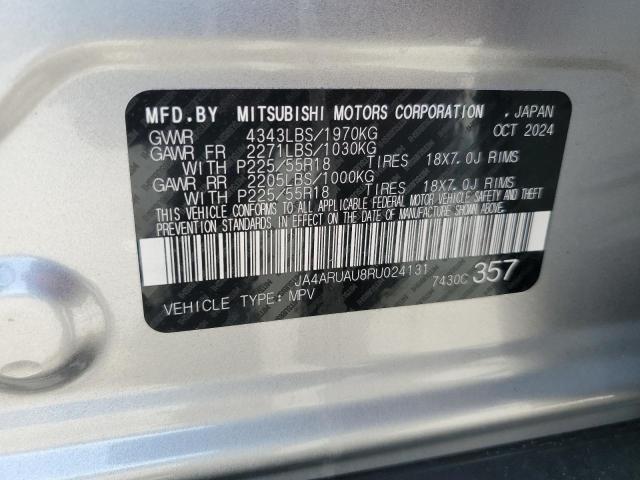 MFD.BY MITSUBISHI MOTORS CORPORATION . JAPAN
GVWR 4343LBS/1970KG OCT 2024
GAWR FR 2271LBS/1030KG
WITH P225/55R18 TIRES 18X7.0J RIMS
GAWR RR 2205LBS/1000KG
WITH P225/55R18 TIRES 18X7.0J RIMS
THIS VEHICLE CONFORMS TO ALL APPLICABLE FEDERAL MOTOR VEHICLE SAFETY AND THEFT
PREVENTION STANDARDS IN EFFECT ON THE DATE OF MANUFACTURE SHOWN ABOVE.
JA4ARUAU8RU024131 7430C 357
VEHICLE TYPE: MPV